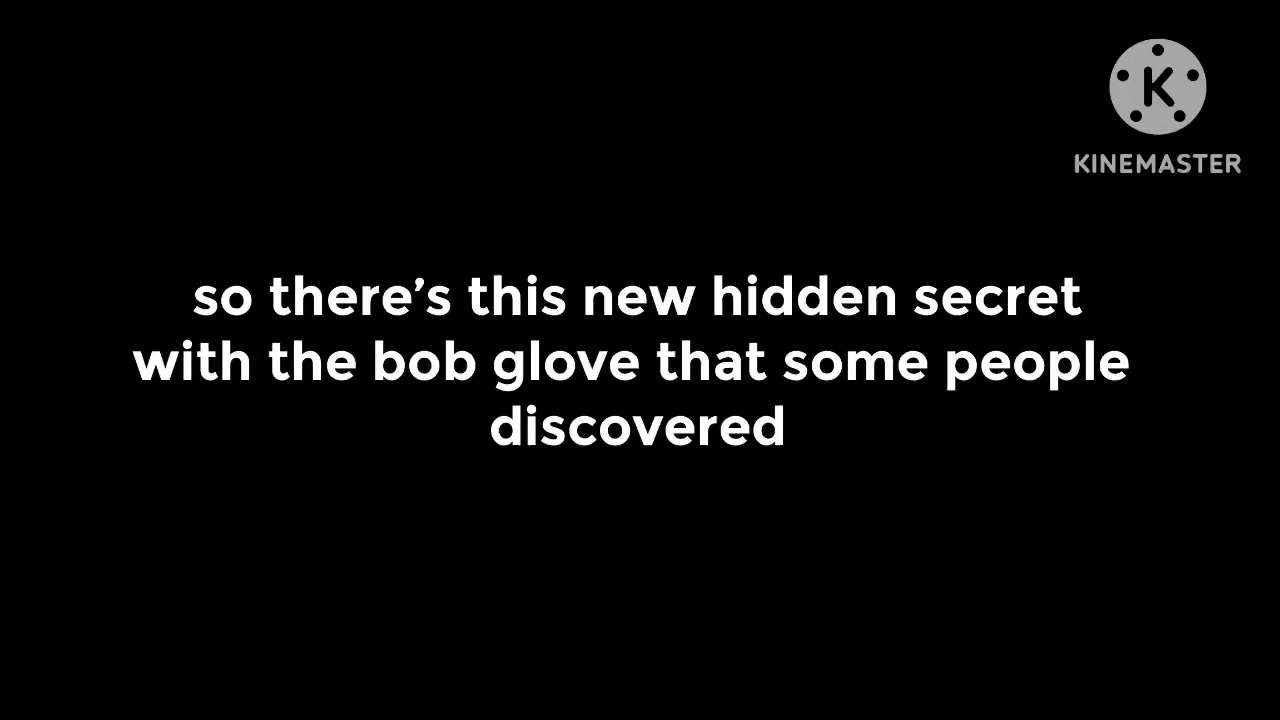 K
KINEMASTER
so there's this new hidden secret
with the bob glove that some people
discovered